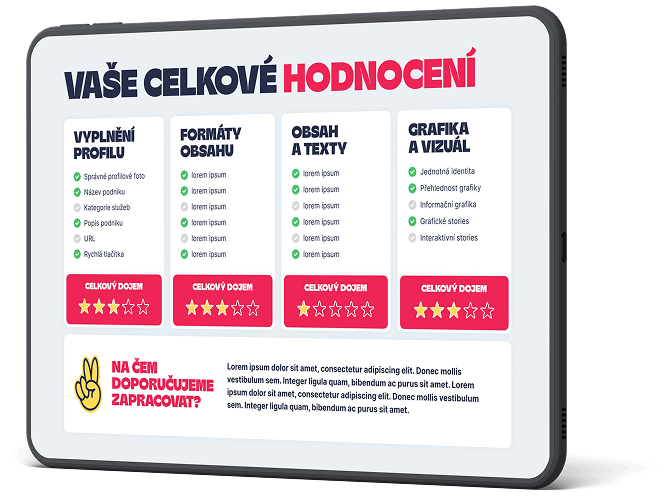 VAŠE CELKOVÉ HODNOCENÍ
VYPLNĚNÍ
PROFILU
Správné profilové foto
Název podniku
Kategorie služeb
Popis podniku
URL
Rychlá tlačítka
CELKOVÝ DOJEM
FORMÁTY
OBSAHU
lorem ipsum
lorem ipsum
lorem ipsum
lorem ipsum
lorem ipsum
lorem ipsum
CELKOVÝ DOJEM
OBSAH
A TEXTY
lorem ipsum
lorem ipsum
lorem ipsum
lorem ipsum
lorem ipsum
lorem ipsum
CELKOVÝ DOJEM
GRAFIKA
A VIZUÁL
Jednotná identita
Přehlednost grafiky
Informační grafika
Grafické stories
Interaktivní stories
CELKOVÝ DOJEM
NA ČEM
DOPORUČUJEME
ZAPRACOVAT?
Lorem ipsum dolor sit amet, consectetur adipiscing elit. Donec mollis
vestibulum sem. Integer ligula quam, bibendum ac purus sit amet. Lorem
ipsum dolor sit amet, consectetur adipiscing elit. Donec mollis vestibulum
sem. Integer ligula quam, bibendum ac purus sit amet.